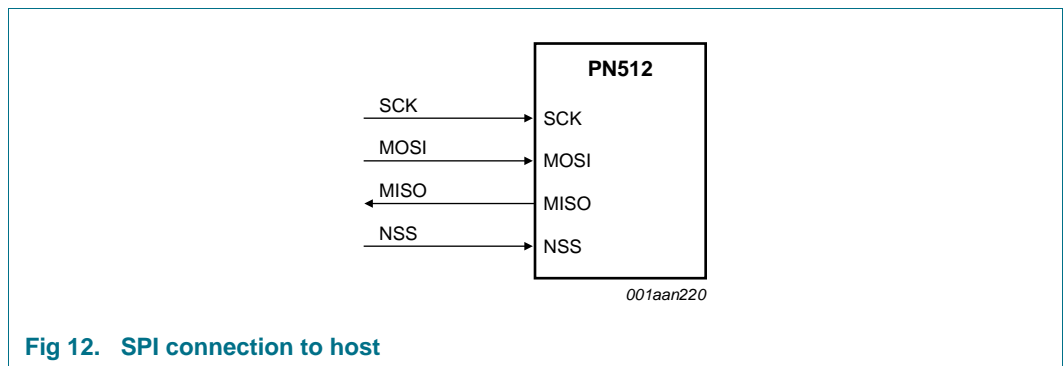 PN512
SCK
SCK
MOSI
MOSI
MISO
MISO
NSS
NSS
001aan220
Fig 12. SPI connection to host